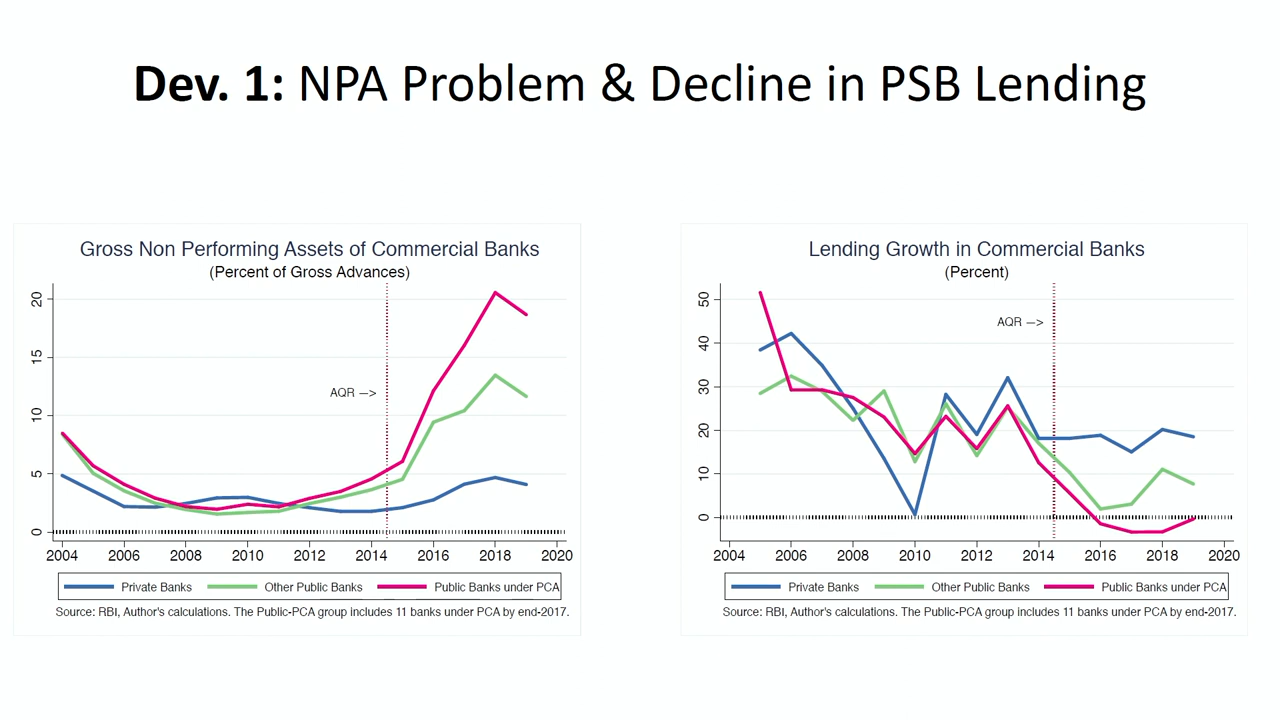 Dev. 1: NPA Problem & Decline in PSB Lending
Gross Non Performing Assets of Commercial Banks
(Percent of Gross Advances)
20
15
10
5
0
AQR —>
2004 2006 2008 2010 2012 2014 2016 2018 2020
Private Banks Other Public Banks Public Banks under PCA
Source: RBI, Author's calculations. The Public-PCA group includes 11 banks under PCA by end-2017.
Lending Growth in Commercial Banks
(Percent)
50
40
30
20
10
0
AQR —>
2004 2006 2008 2010 2012 2014 2016 2018 2020
Private Banks Other Public Banks Public Banks under PCA
Source: RBI, Author's calculations. The Public-PCA group includes 11 banks under PCA by end-2017.